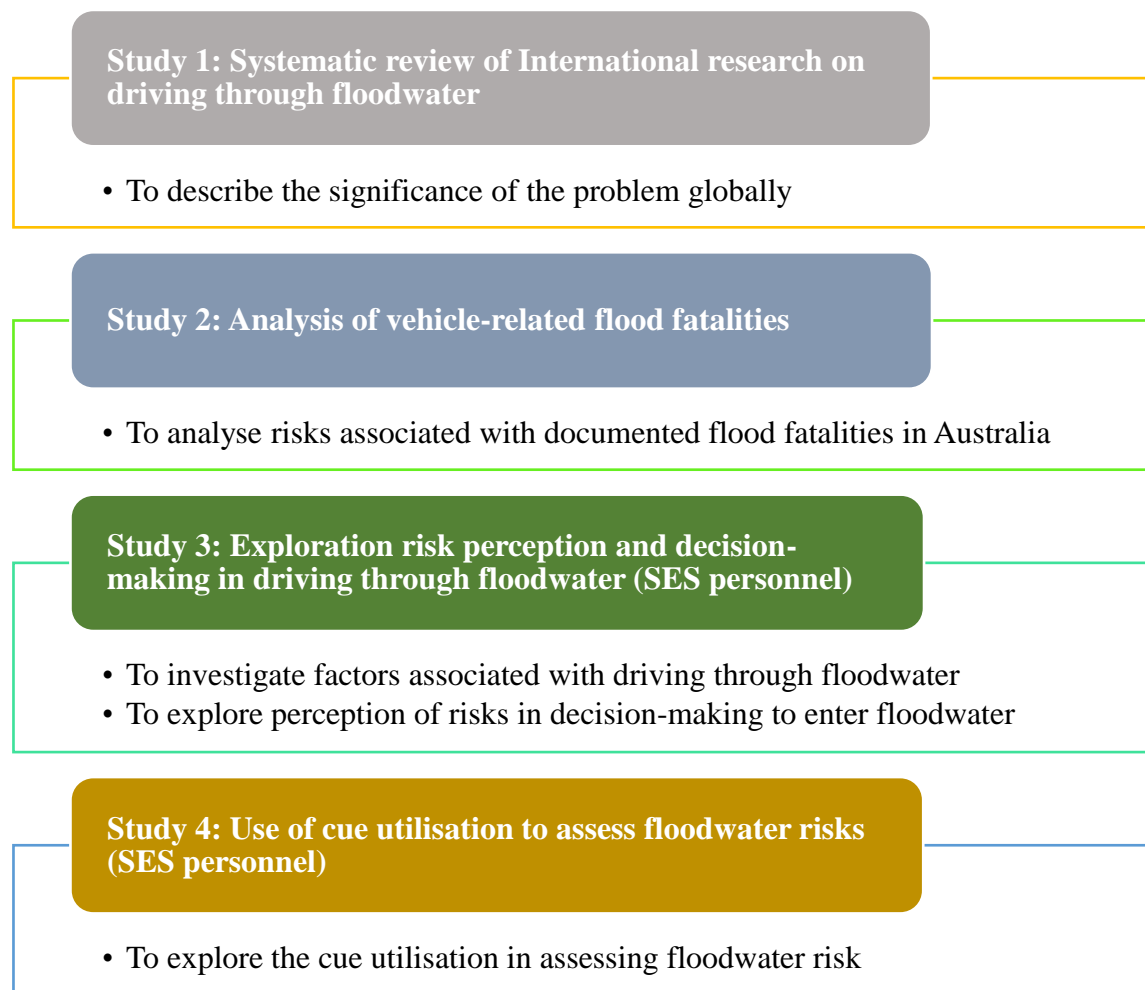 Study 1: Systematic review of International research on
driving through floodwater
• To describe the significance of the problem globally
Study 2: Analysis of vehicle-related flood fatalities
• To analyse risks associated with documented flood fatalities in Australia
Study 3: Exploration risk perception and decision-
making in driving through floodwater (SES personnel)
• To investigate factors associated with driving through floodwater
• To explore perception of risks in decision-making to enter floodwater
Study 4: Use of cue utilisation to assess floodwater risks
(SES personnel)
• To explore the cue utilisation in assessing floodwater risk